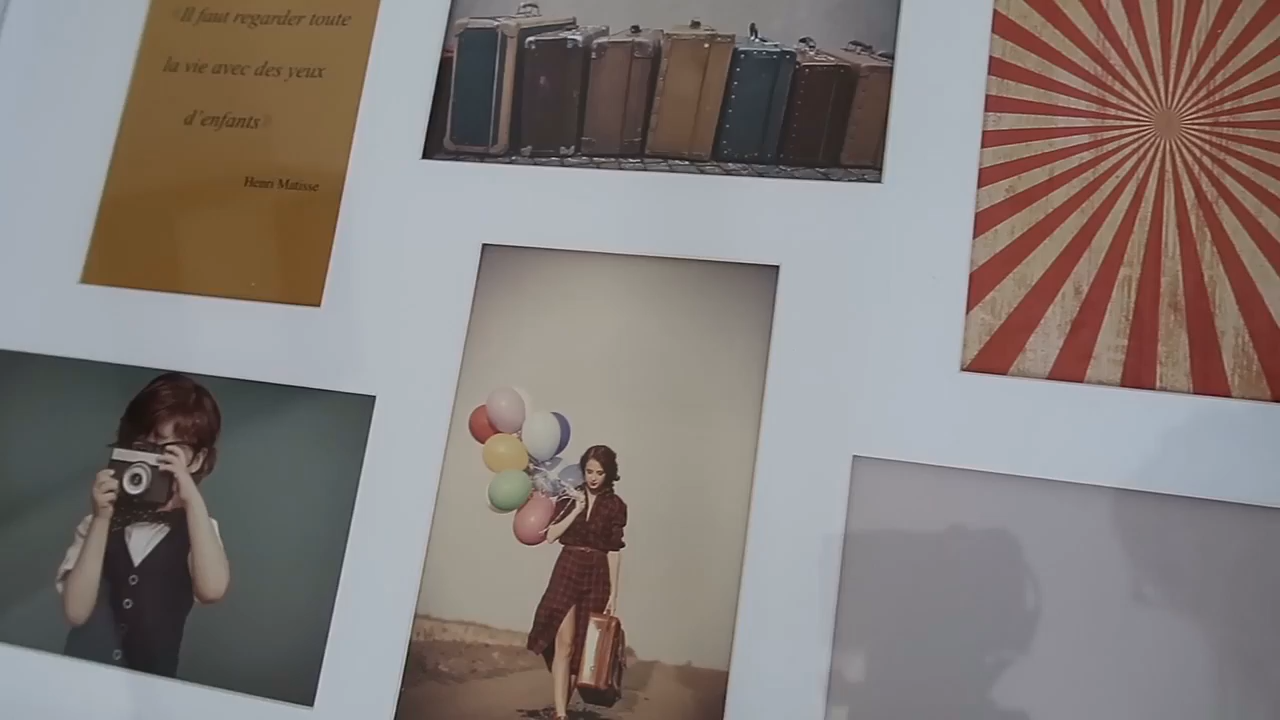 «Il faut regarder toute
la vie avec des yeux
d'enfants»
Henri Matisse